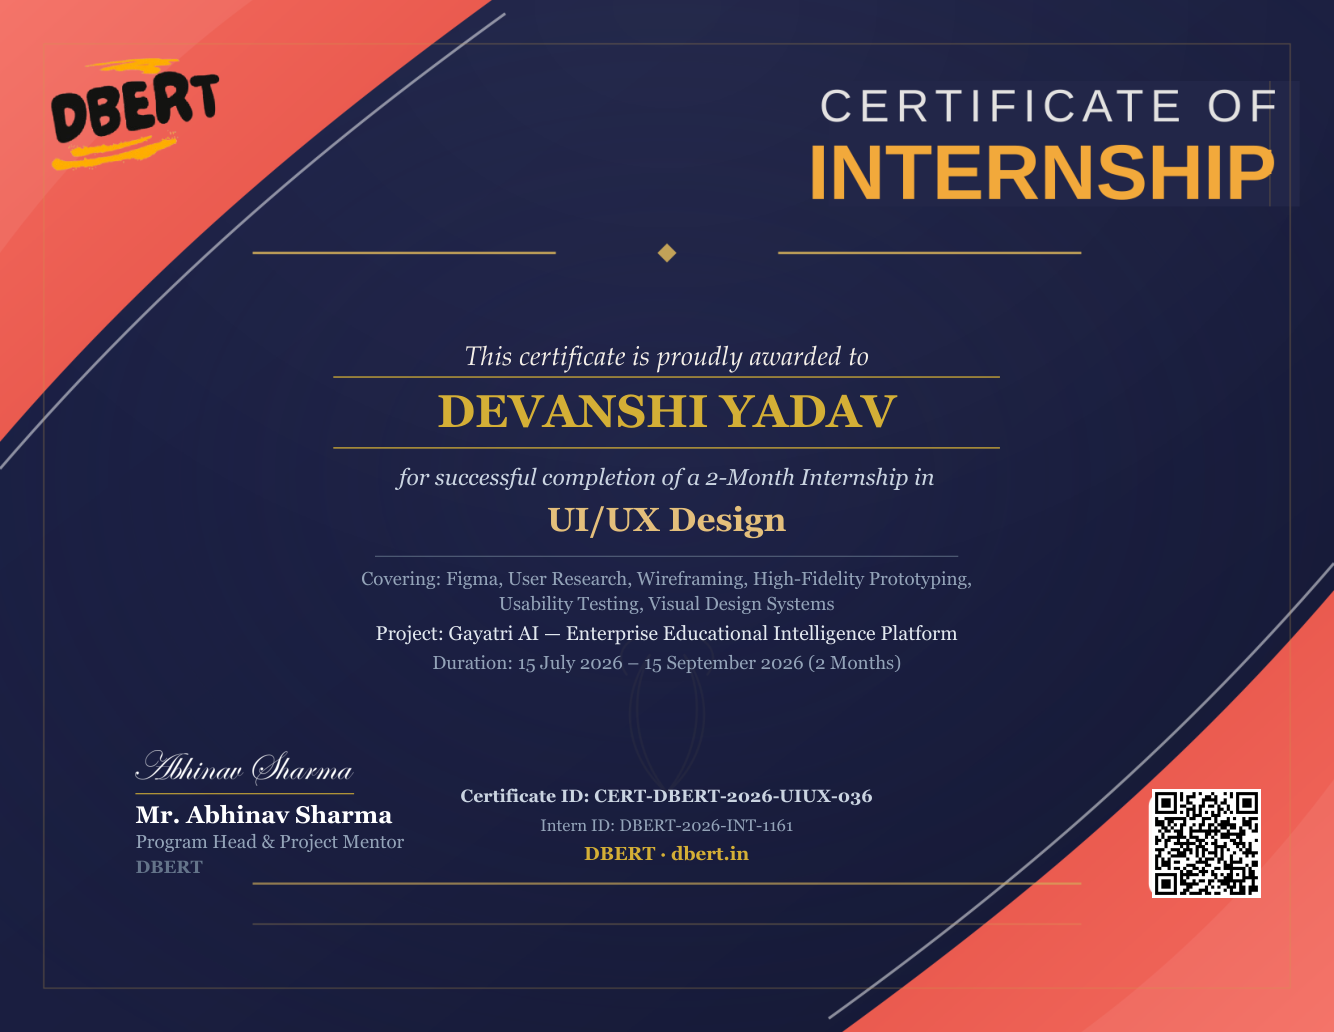 DBERT
CERTIFICATE OF
INTERNSHIP
This certificate is proudly awarded to
DEVANSHI YADAV
for successful completion of a 2-Month Internship in
UI/UX Design
Covering: Figma, User Research, Wireframing, High-Fidelity Prototyping,
Usability Testing, Visual Design Systems
Project: Gayatri AI — Enterprise Educational Intelligence Platform
Duration: 15 July 2026 – 15 September 2026 (2 Months)
Abhinav Sharma
Mr. Abhinav Sharma
Program Head & Project Mentor
DBERT
Certificate ID: CERT-DBERT-2026-UIUX-036
Intern ID: DBERT-2026-INT-1161
DBERT · dbert.in